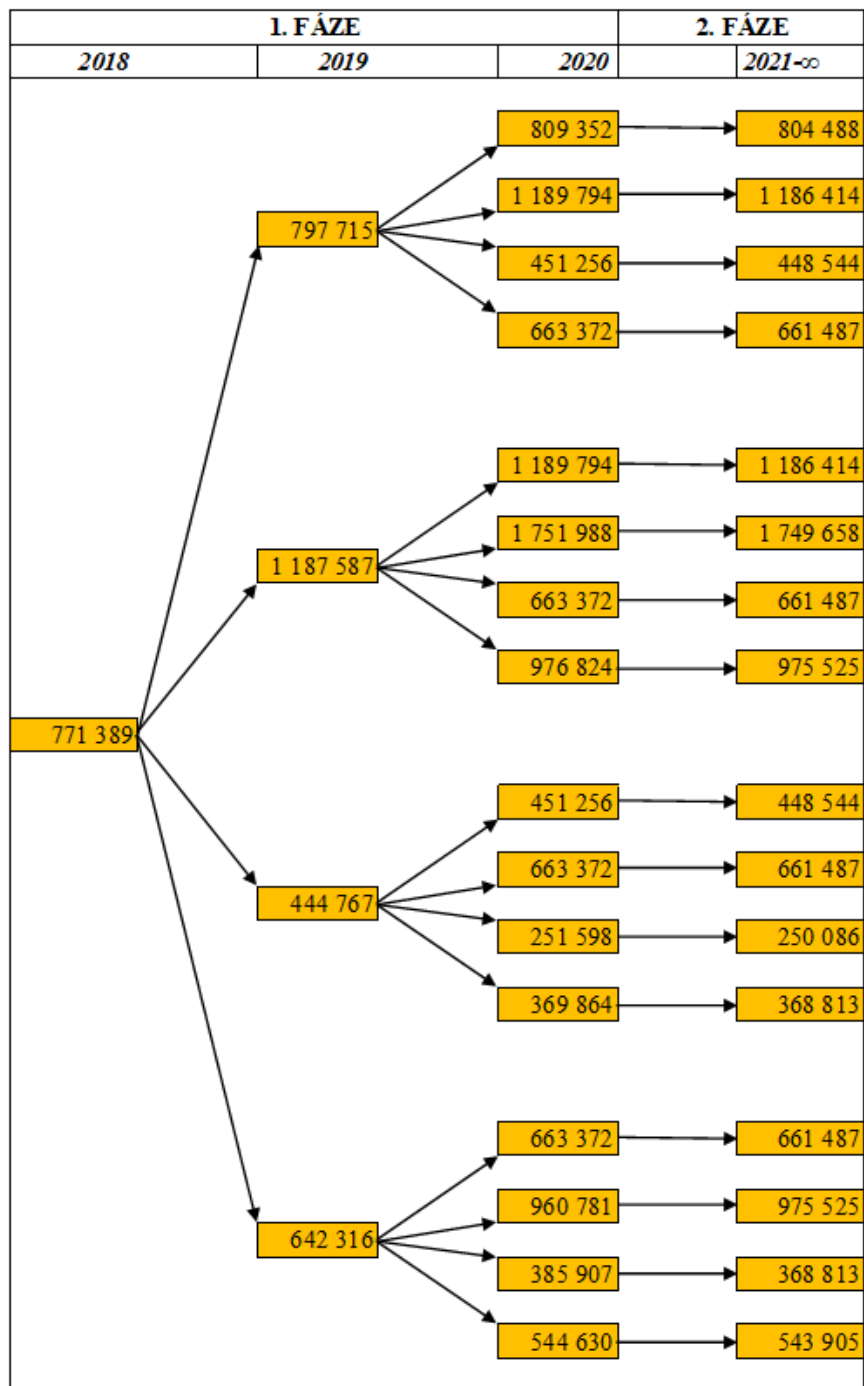 1. FÁZE 2. FÁZE
2018 2019 2020 2021-∞
809 352 804 488
1 189 794 1 186 414
797 715
451 256 448 544
663 372 661 487
1 189 794 1 186 414
1 751 988 1 749 658
1 187 587
663 372 661 487
976 824 975 525
771 389
451 256 448 544
663 372 661 487
444 767
251 598 250 086
369 864 368 813
663 372 661 487
960 781 975 525
642 316
385 907 368 813
544 630 543 905